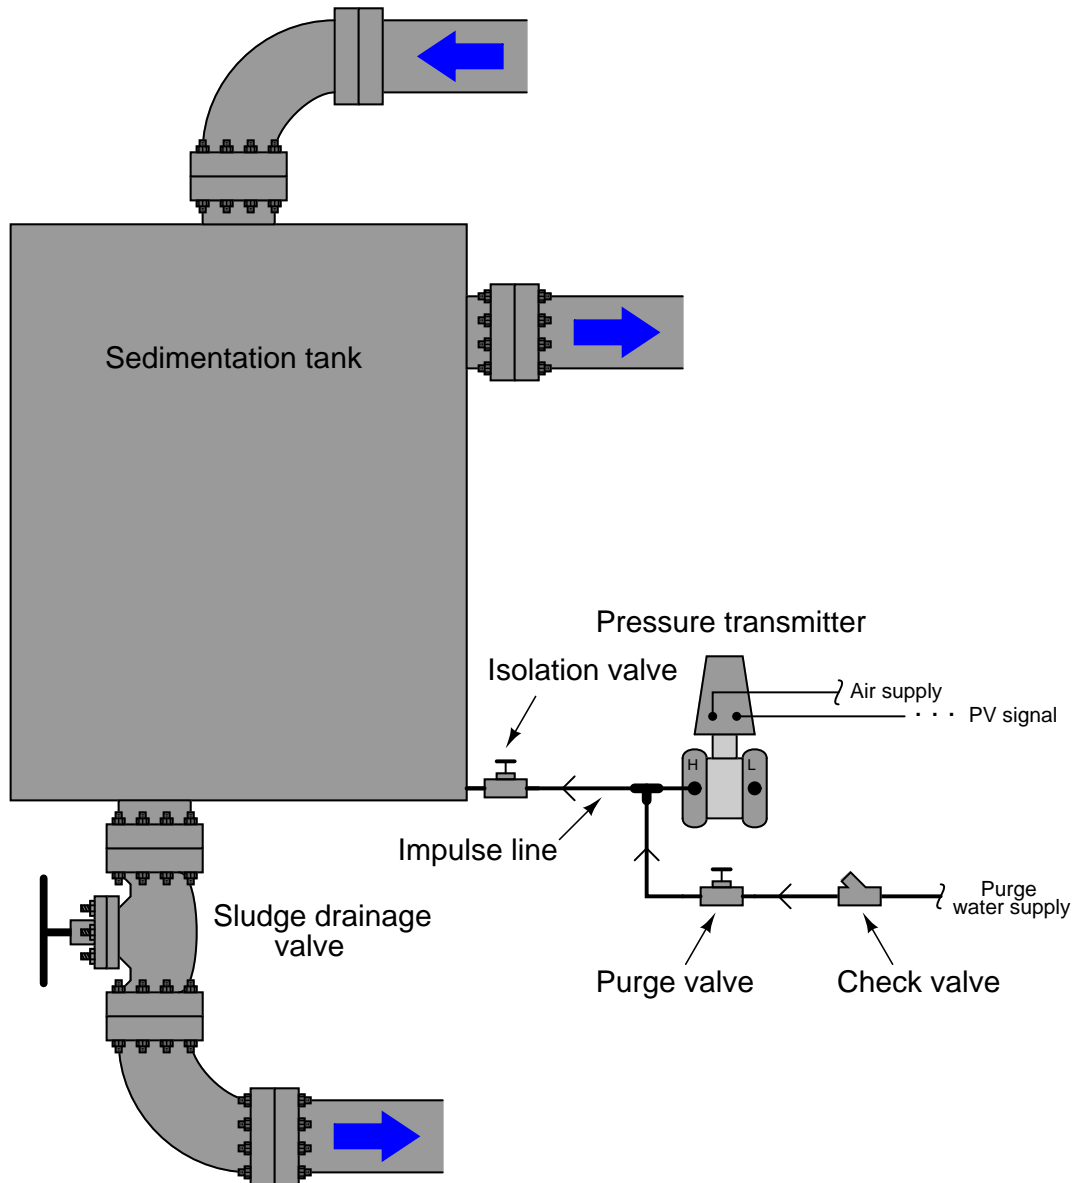 Sedimentation tank
Pressure transmitter
Isolation valve
Air supply
PV signal
H
L
Impulse line
Purge
water supply
Sludge drainage
valve
Purge valve
Check valve